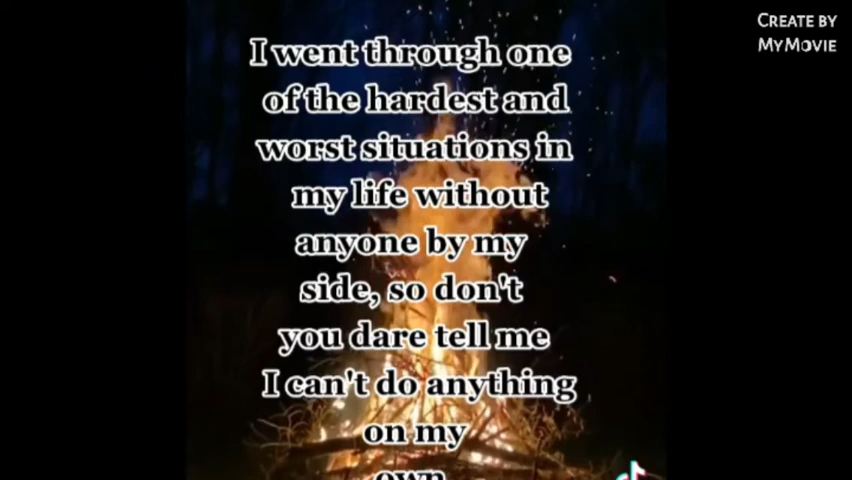 CREATE BY
MYMOVIE
I went through one
of the hardest and
worst situations in
my life without
anyone by my
side, so don't
you dare tell me
I can't do anything
on my
own